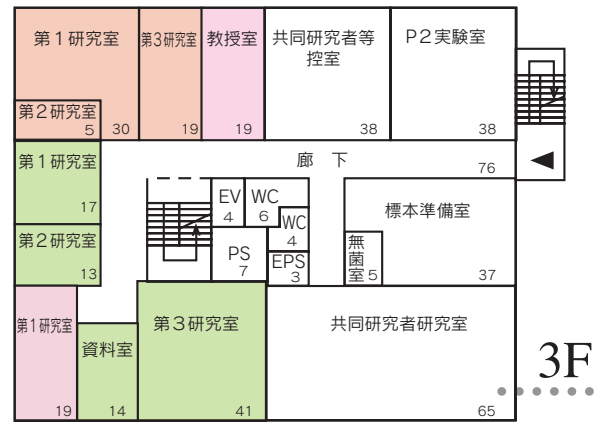 第1研究室
30
第2研究室
5
第3研究室
19
教授室
19
共同研究者等
控室
38
P2実験室
38
廊 下
76
第1研究室
17
第2研究室
13
EV
4
WC
6
WC
4
PS
7
EPS
3
標本準備室
37
無菌室
5
第1研究室
19
資料室
14
第3研究室
41
共同研究者研究室
65
3F